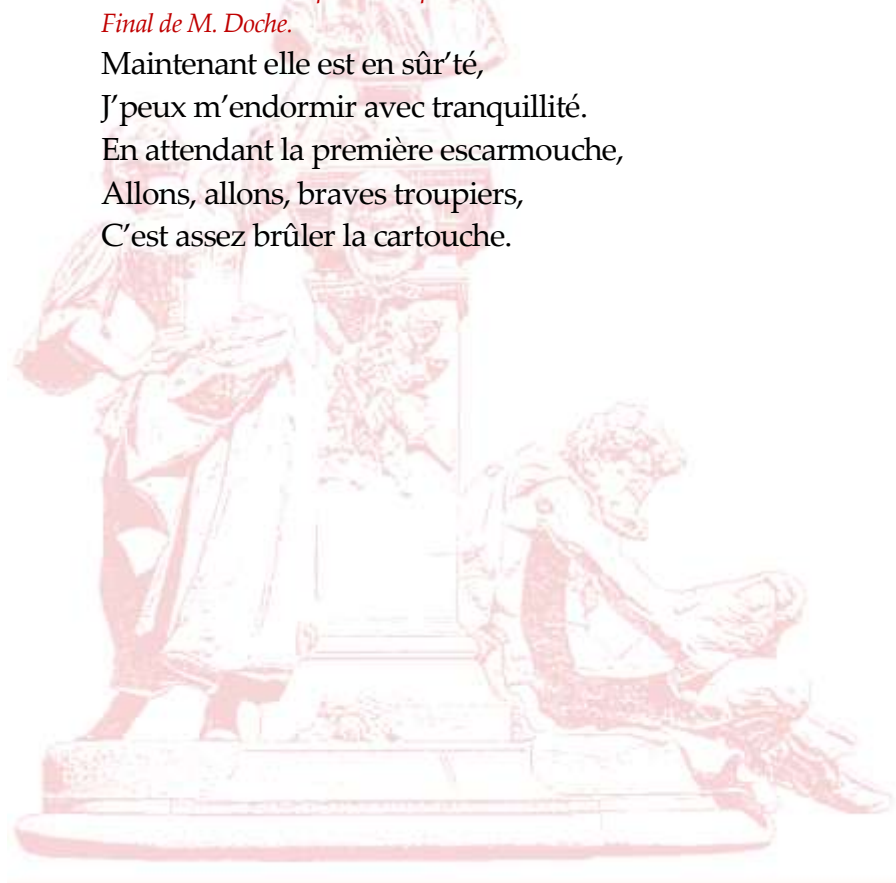 Final de M. Doche.
Maintenant elle est en sûr’té,
J’peux m’endormir avec tranquillité.
En attendant la première escarmouche,
Allons, allons, braves troupiers,
C’est assez brûler la cartouche.